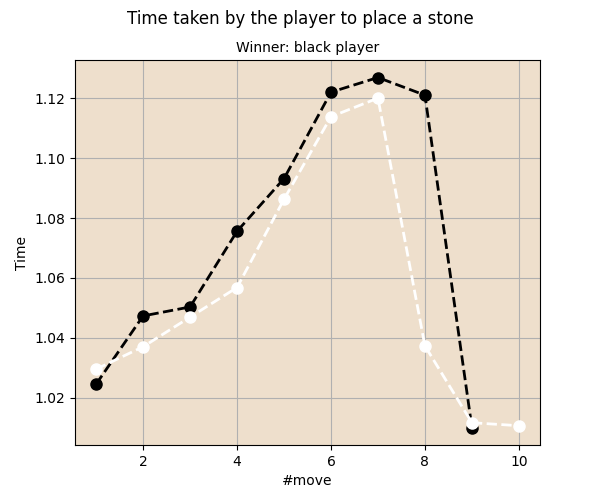 Time taken by the player to place a stone
Winner: black player
1.12
1.10
1.08
1.06
1.04
1.02
Time
2 4 6 8 10
#move